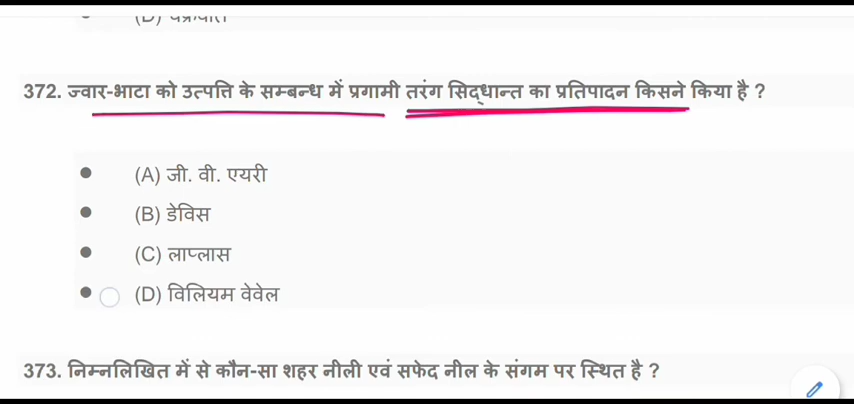 372. ज्वार-भाटा को उत्पत्ति के सम्बन्ध में प्रगामी तरंग सिद्धान्त का प्रतिपादन किसने किया है ?
(A) जी. वी. एयरी
(B) डेविस
(C) लाप्लास
(D) विलियम वेवेल
373. निम्नलिखित में से कौन-सा शहर नीली एवं सफेद नील के संगम पर स्थित है ?